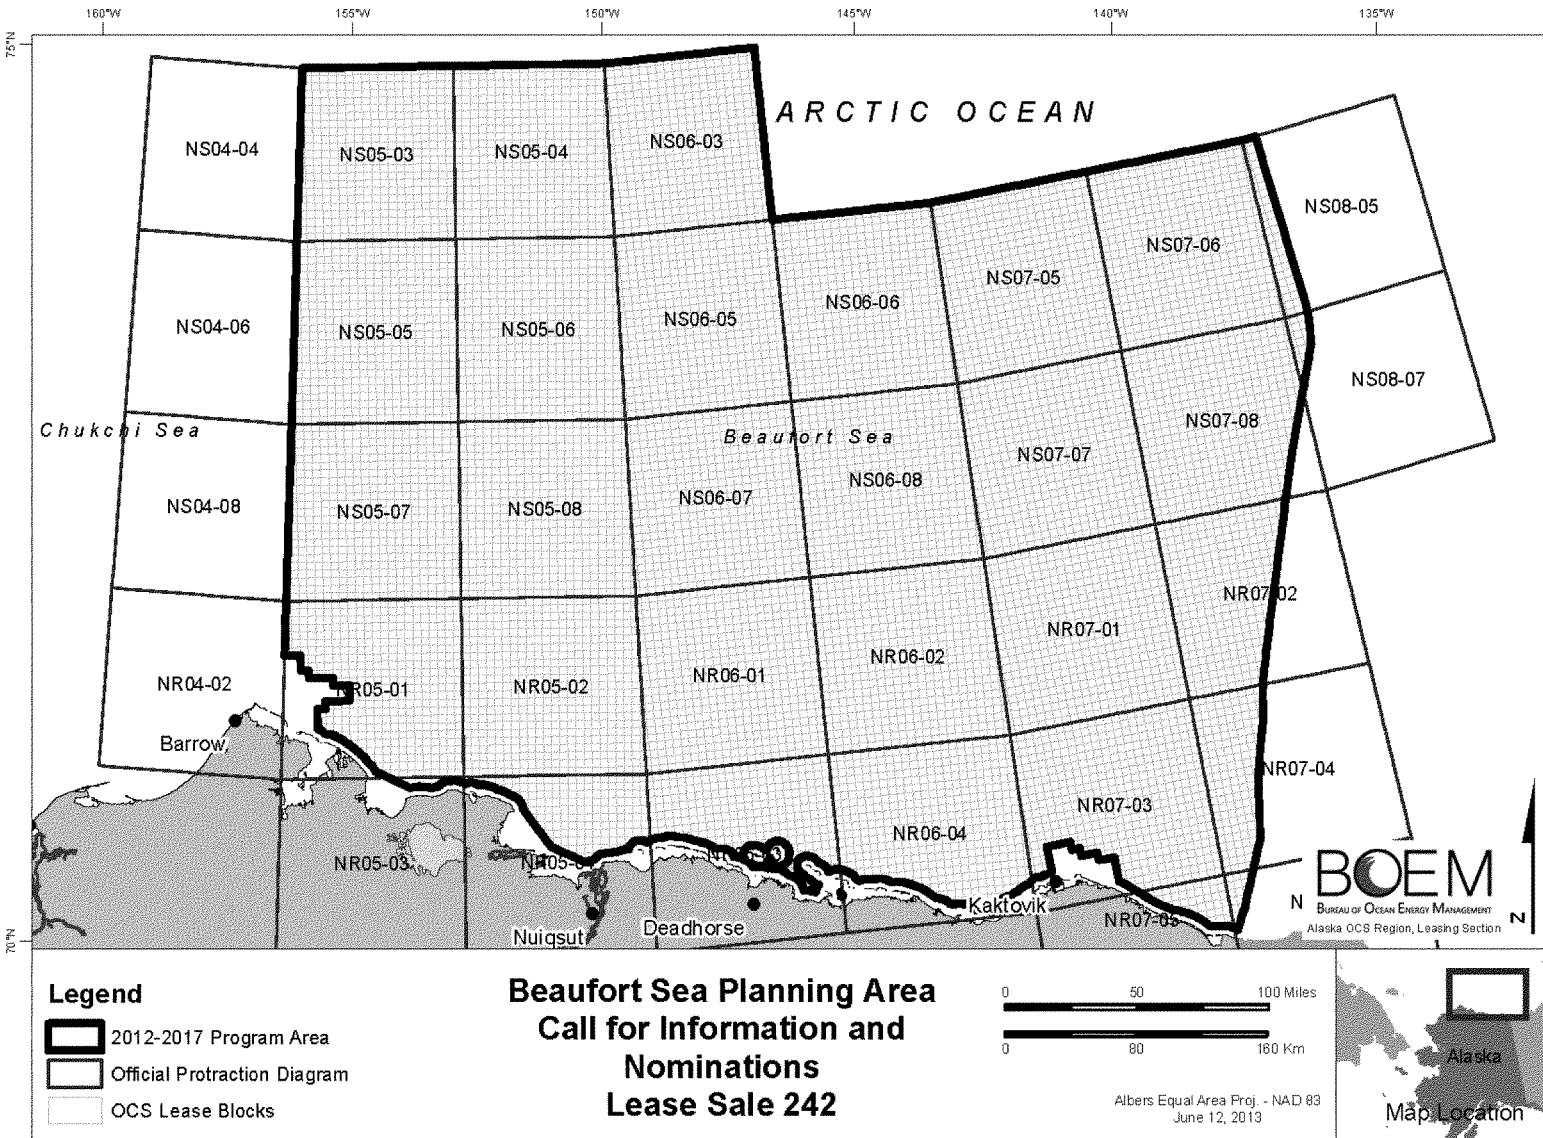 160°W 155°W 150°W 145°W 140°W 135°W
75°N
ARCTIC OCEAN
NS04-04 NS05-03 NS05-04 NS06-03
NS08-05
NS07-06
NS07-05
NS04-06 NS05-05 NS05-06 NS06-05 NS06-06
NS08-07
NS07-08
Chukchi Sea
Beaufort Sea
NS07-07
NS04-08 NS05-07 NS05-08 NS06-07 NS06-08
NR07-02
NR07-01
NR04-02 NR05-01 NR05-02 NR06-01 NR06-02
Barrow
NR07-04
NR07-03
NR06-04
NR05-03
Kaktovik
NR07-05
N
Nuiqsut
Deadhorse
70°N
BOEM
BUREAU OF OCEAN ENERGY MANAGEMENT
Alaska OCS Region, Leasing Section
N
Legend
2012-2017 Program Area
Official Protraction Diagram
OCS Lease Blocks
Beaufort Sea Planning Area
Call for Information and
Nominations
Lease Sale 242
0 50 100 Miles
0 80 160 Km
Albers Equal Area Proj. - NAD 83
June 12, 2013
Alaska
Map Location